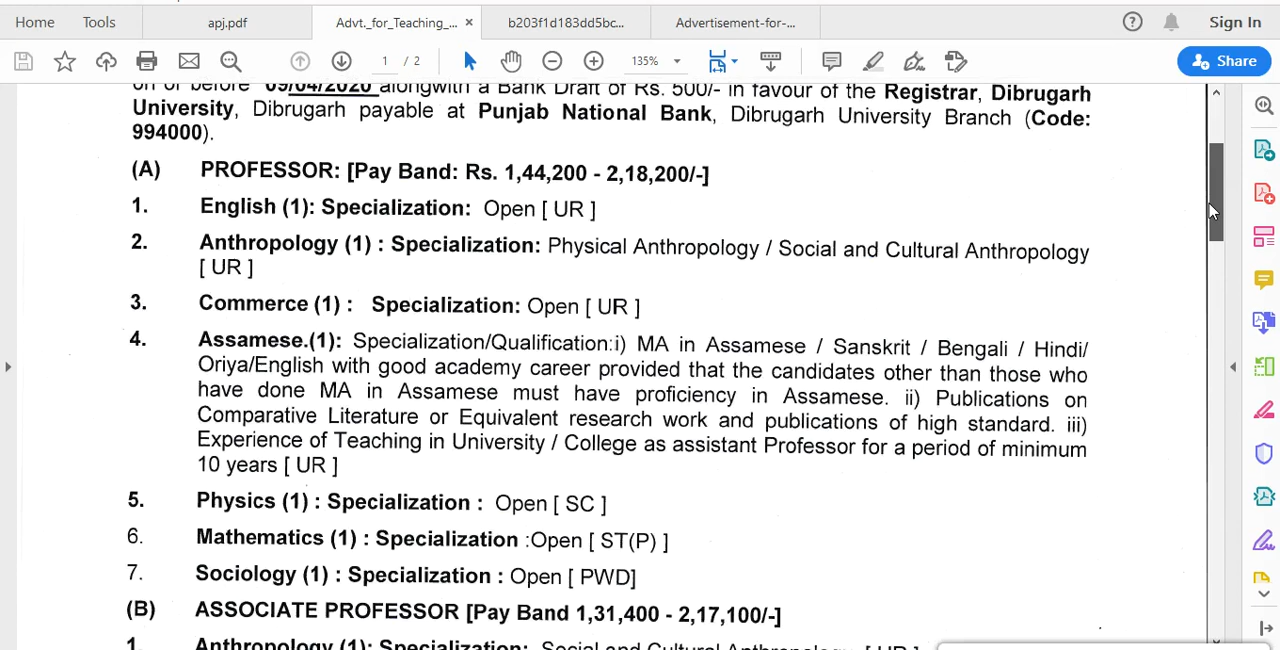 Home Tools apj.pdf Advt._for_Teaching_... × b203f1d183dd5bc... Advertisement-for-... Sign In
1 / 2 135% Share
on or before 09/04/2020 alongwith a Bank Draft of Rs. 500/- in favour of the Registrar, Dibrugarh
University, Dibrugarh payable at Punjab National Bank, Dibrugarh University Branch (Code:
994000).
(A) PROFESSOR: [Pay Band: Rs. 1,44,200 - 2,18,200/-]
1. English (1): Specialization: Open [ UR ]
2. Anthropology (1) : Specialization: Physical Anthropology / Social and Cultural Anthropology
[ UR ]
3. Commerce (1) : Specialization: Open [ UR ]
4. Assamese.(1): Specialization/Qualification:i) MA in Assamese / Sanskrit / Bengali / Hindi/
Oriya/English with good academy career provided that the candidates other than those who
have done MA in Assamese must have proficiency in Assamese. ii) Publications on
Comparative Literature or Equivalent research work and publications of high standard. iii)
Experience of Teaching in University / College as assistant Professor for a period of minimum
10 years [ UR ]
5. Physics (1) : Specialization : Open [ SC ]
6. Mathematics (1) : Specialization :Open [ ST(P) ]
7. Sociology (1) : Specialization : Open [ PWD]
(B) ASSOCIATE PROFESSOR [Pay Band 1,31,400 - 2,17,100/-]
1. Anthropology (1): Specialization: Social and Cultural Anthropology [ UR ]